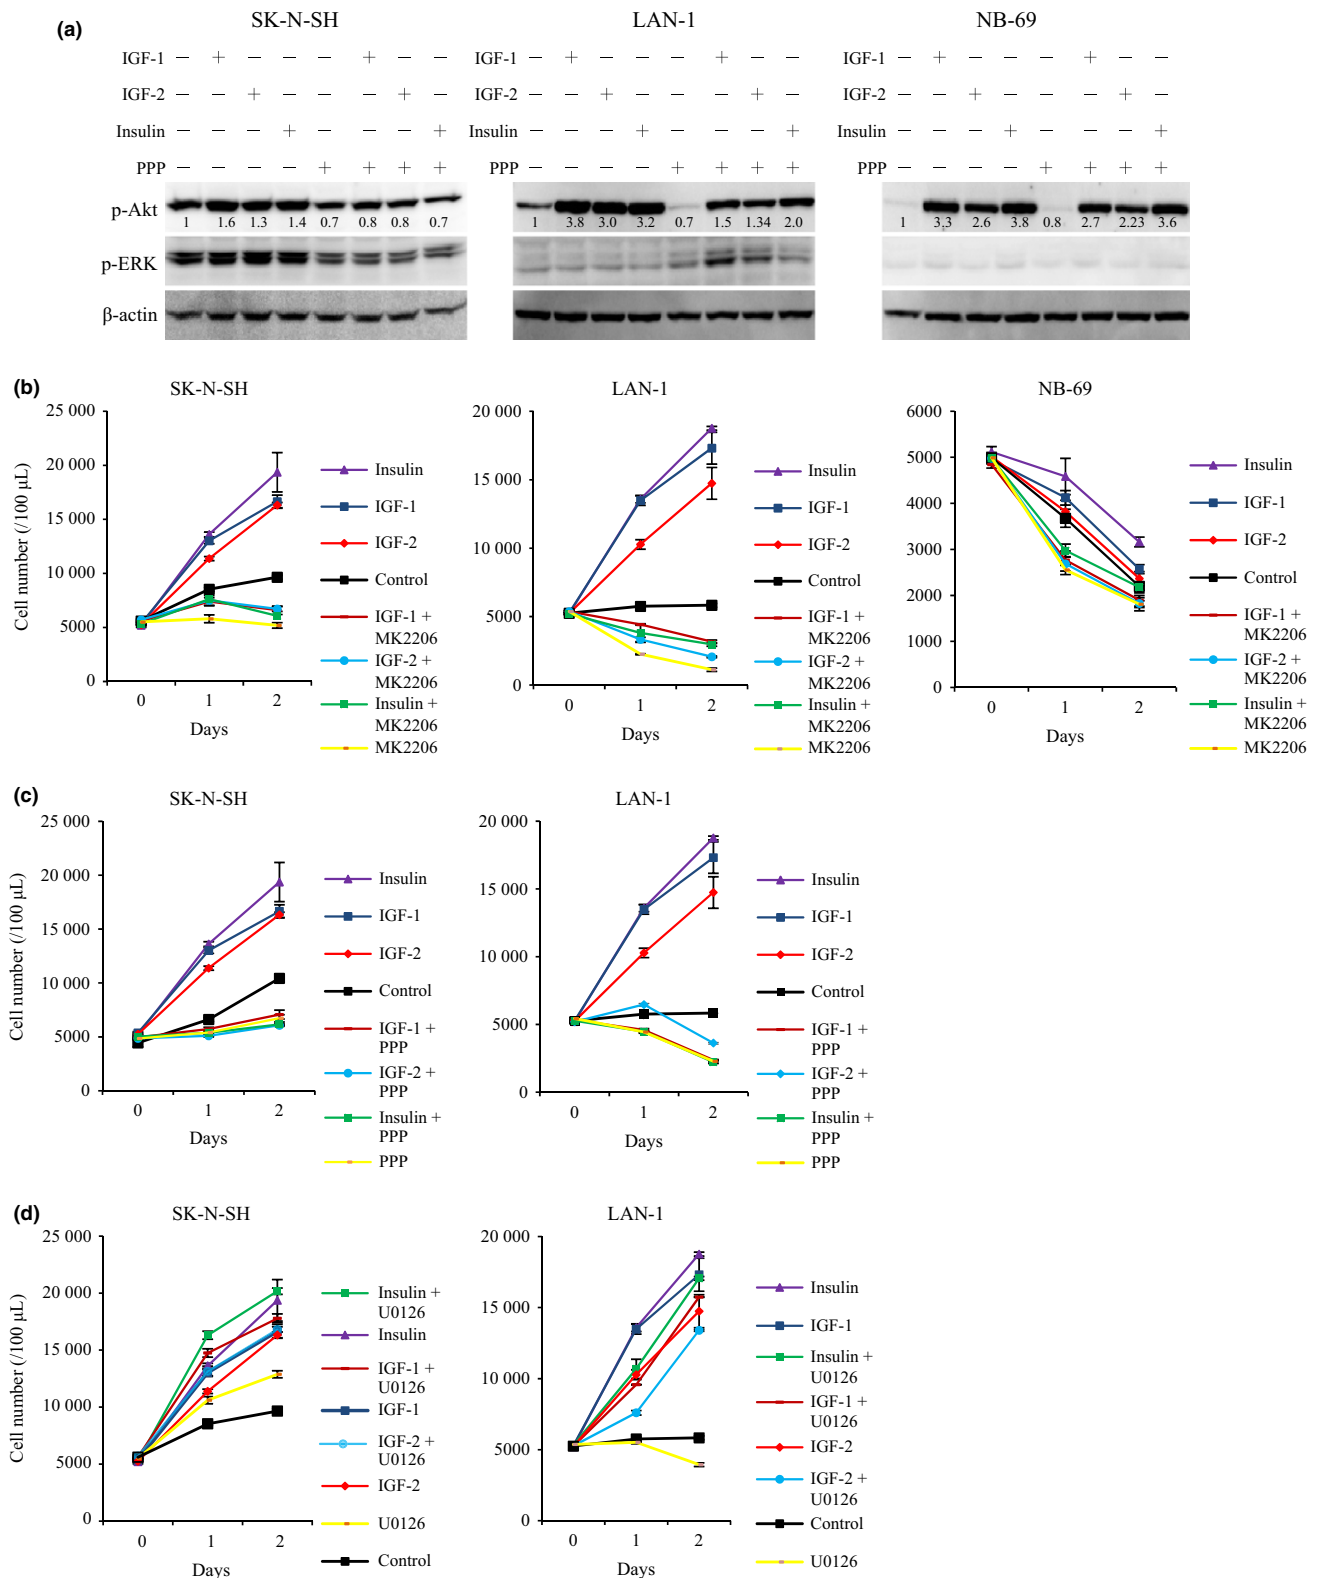 (a)
SK-N-SH LAN-1 NB-69
IGF-1 − + − − − + − − IGF-1 − + − − − + − − IGF-1 − + − − − + − −
IGF-2 − − + − − − + − IGF-2 − − + − − − + − IGF-2 − − + − − − + −
Insulin − − − + − − − + Insulin − − − + − − − + Insulin − − − + − − − +
PPP − − − − + + + + PPP − − − − + + + + PPP − − − − + + + +
p-Akt
1 1.6 1.3 1.4 0.7 0.8 0.8 0.7 1 3.8 3.0 3.2 0.7 1.5 1.34 2.0 1 3.3 2.6 3.8 0.8 2.7 2.23 3.6
p-ERK
β-actin
(b)
SK-N-SH
Cell number (/100 μL)
25 000
20 000
15 000
10 000
5000
0
0 1 2
Days
Insulin
IGF-1
IGF-2
Control
IGF-1 +
MK2206
IGF-2 +
MK2206
Insulin +
MK2206
MK2206
LAN-1
20 000
15 000
10 000
5000
0
0 1 2
Days
Insulin
IGF-1
IGF-2
Control
IGF-1 +
MK2206
IGF-2 +
MK2206
Insulin +
MK2206
MK2206
NB-69
6000
5000
4000
3000
2000
1000
0
0 1 2
Days
Insulin
IGF-1
IGF-2
Control
IGF-1 +
MK2206
IGF-2 +
MK2206
Insulin +
MK2206
MK2206
(c)
SK-N-SH
Cell number (/100 μL)
25 000
20 000
15 000
10 000
5000
0
0 1 2
Days
Insulin
IGF-1
IGF-2
Control
IGF-1 +
PPP
IGF-2 +
PPP
Insulin +
PPP
PPP
LAN-1
20 000
15 000
10 000
5000
0
0 1 2
Days
Insulin
IGF-1
IGF-2
Control
IGF-1 +
PPP
IGF-2 +
PPP
Insulin +
PPP
PPP
(d)
SK-N-SH
Cell number (/100 μL)
25 000
20 000
15 000
10 000
5000
0
0 1 2
Days
Insulin +
U0126
Insulin
IGF-1 +
U0126
IGF-1
IGF-2 +
U0126
IGF-2
U0126
Control
LAN-1
20 000
15 000
10 000
5000
0
0 1 2
Days
Insulin
IGF-1
Insulin +
U0126
IGF-1 +
U0126
IGF-2
IGF-2 +
U0126
Control
U0126